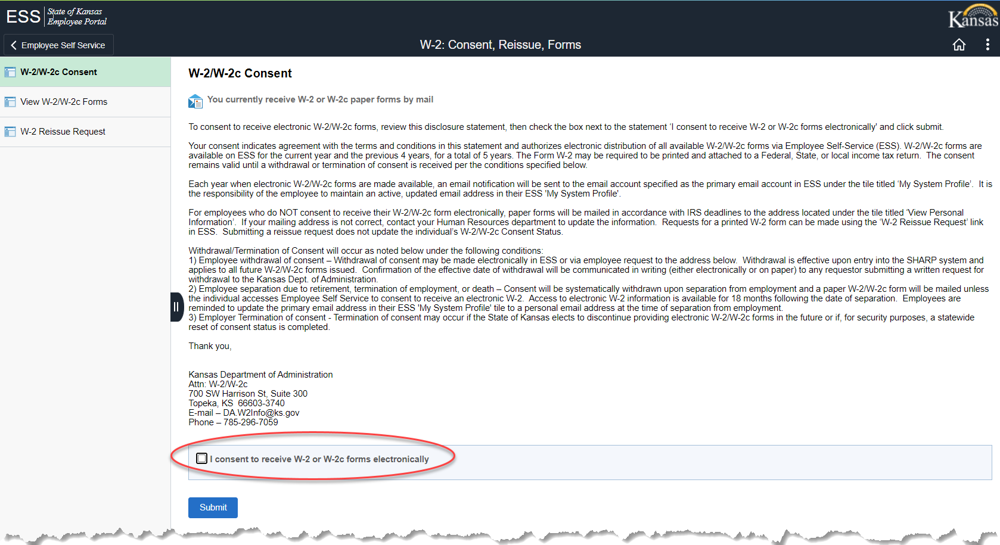 ESS State of Kansas
Employee Portal
Kansas
Employee Self Service
W-2: Consent, Reissue, Forms
W-2/W-2c Consent
View W-2/W-2c Forms
W-2 Reissue Request
W-2/W-2c Consent
You currently receive W-2 or W-2c paper forms by mail
To consent to receive electronic W-2/W-2c forms, review this disclosure statement, then check the box next to the statement ‘I consent to receive W-2 or W-2c forms electronically' and click submit.
Your consent indicates agreement with the terms and conditions in this statement and authorizes electronic distribution of all available W-2/W-2c forms via Employee Self-Service (ESS). W-2/W-2c forms are
available on ESS for the current year and the previous 4 years, for a total of 5 years. The Form W-2 may be required to be printed and attached to a Federal, State, or local income tax return.  The consent
remains valid until a withdrawal or termination of consent is received per the conditions specified below.
Each year when electronic W-2/W-2c forms are made available, an email notification will be sent to the email account specified as the primary email account in ESS under the tile titled ‘My System Profile’.  It is
the responsibility of the employee to maintain an active, updated email address in their ESS 'My System Profile'.
For employees who do NOT consent to receive their W-2/W-2c form electronically, paper forms will be mailed in accordance with IRS deadlines to the address located under the tile titled ‘View Personal
Information’.  If your mailing address is not correct, contact your Human Resources department to update the information.  Requests for a printed W-2 form can be made using the ‘W-2 Reissue Request’ link
in ESS.  Submitting a reissue request does not update the individual’s W-2/W-2c Consent Status.
Withdrawal/Termination of Consent will occur as noted below under the following conditions:
1) Employee withdrawal of consent – Withdrawal of consent may be made electronically in ESS or via employee request to the address below.  Withdrawal is effective upon entry into the SHARP system and
applies to all future W-2/W-2c forms issued.  Confirmation of the effective date of withdrawal will be communicated in writing (either electronically or on paper) to any requestor submitting a written request for
withdrawal to the Kansas Dept. of Administration.
2) Employee separation due to retirement, termination of employment, or death – Consent will be systematically withdrawn upon separation from employment and a paper W-2/W-2c form will be mailed unless
the individual accesses Employee Self Service to consent to receive an electronic W-2.  Access to electronic W-2 information is available for 18 months following the date of separation.  Employees are
reminded to update the primary email address in their ESS 'My System Profile' tile to a personal email address at the time of separation from employment.
3) Employer Termination of consent - Termination of consent may occur if the State of Kansas elects to discontinue providing electronic W-2/W-2c forms in the future or if, for security purposes, a statewide
reset of consent status is completed.
Thank you,
Kansas Department of Administration
Attn: W-2/W-2c
700 SW Harrison St, Suite 300
Topeka, KS  66603-3740
E-mail – DA.W2Info@ks.gov
Phone – 785-296-7059
I consent to receive W-2 or W-2c forms electronically
Submit